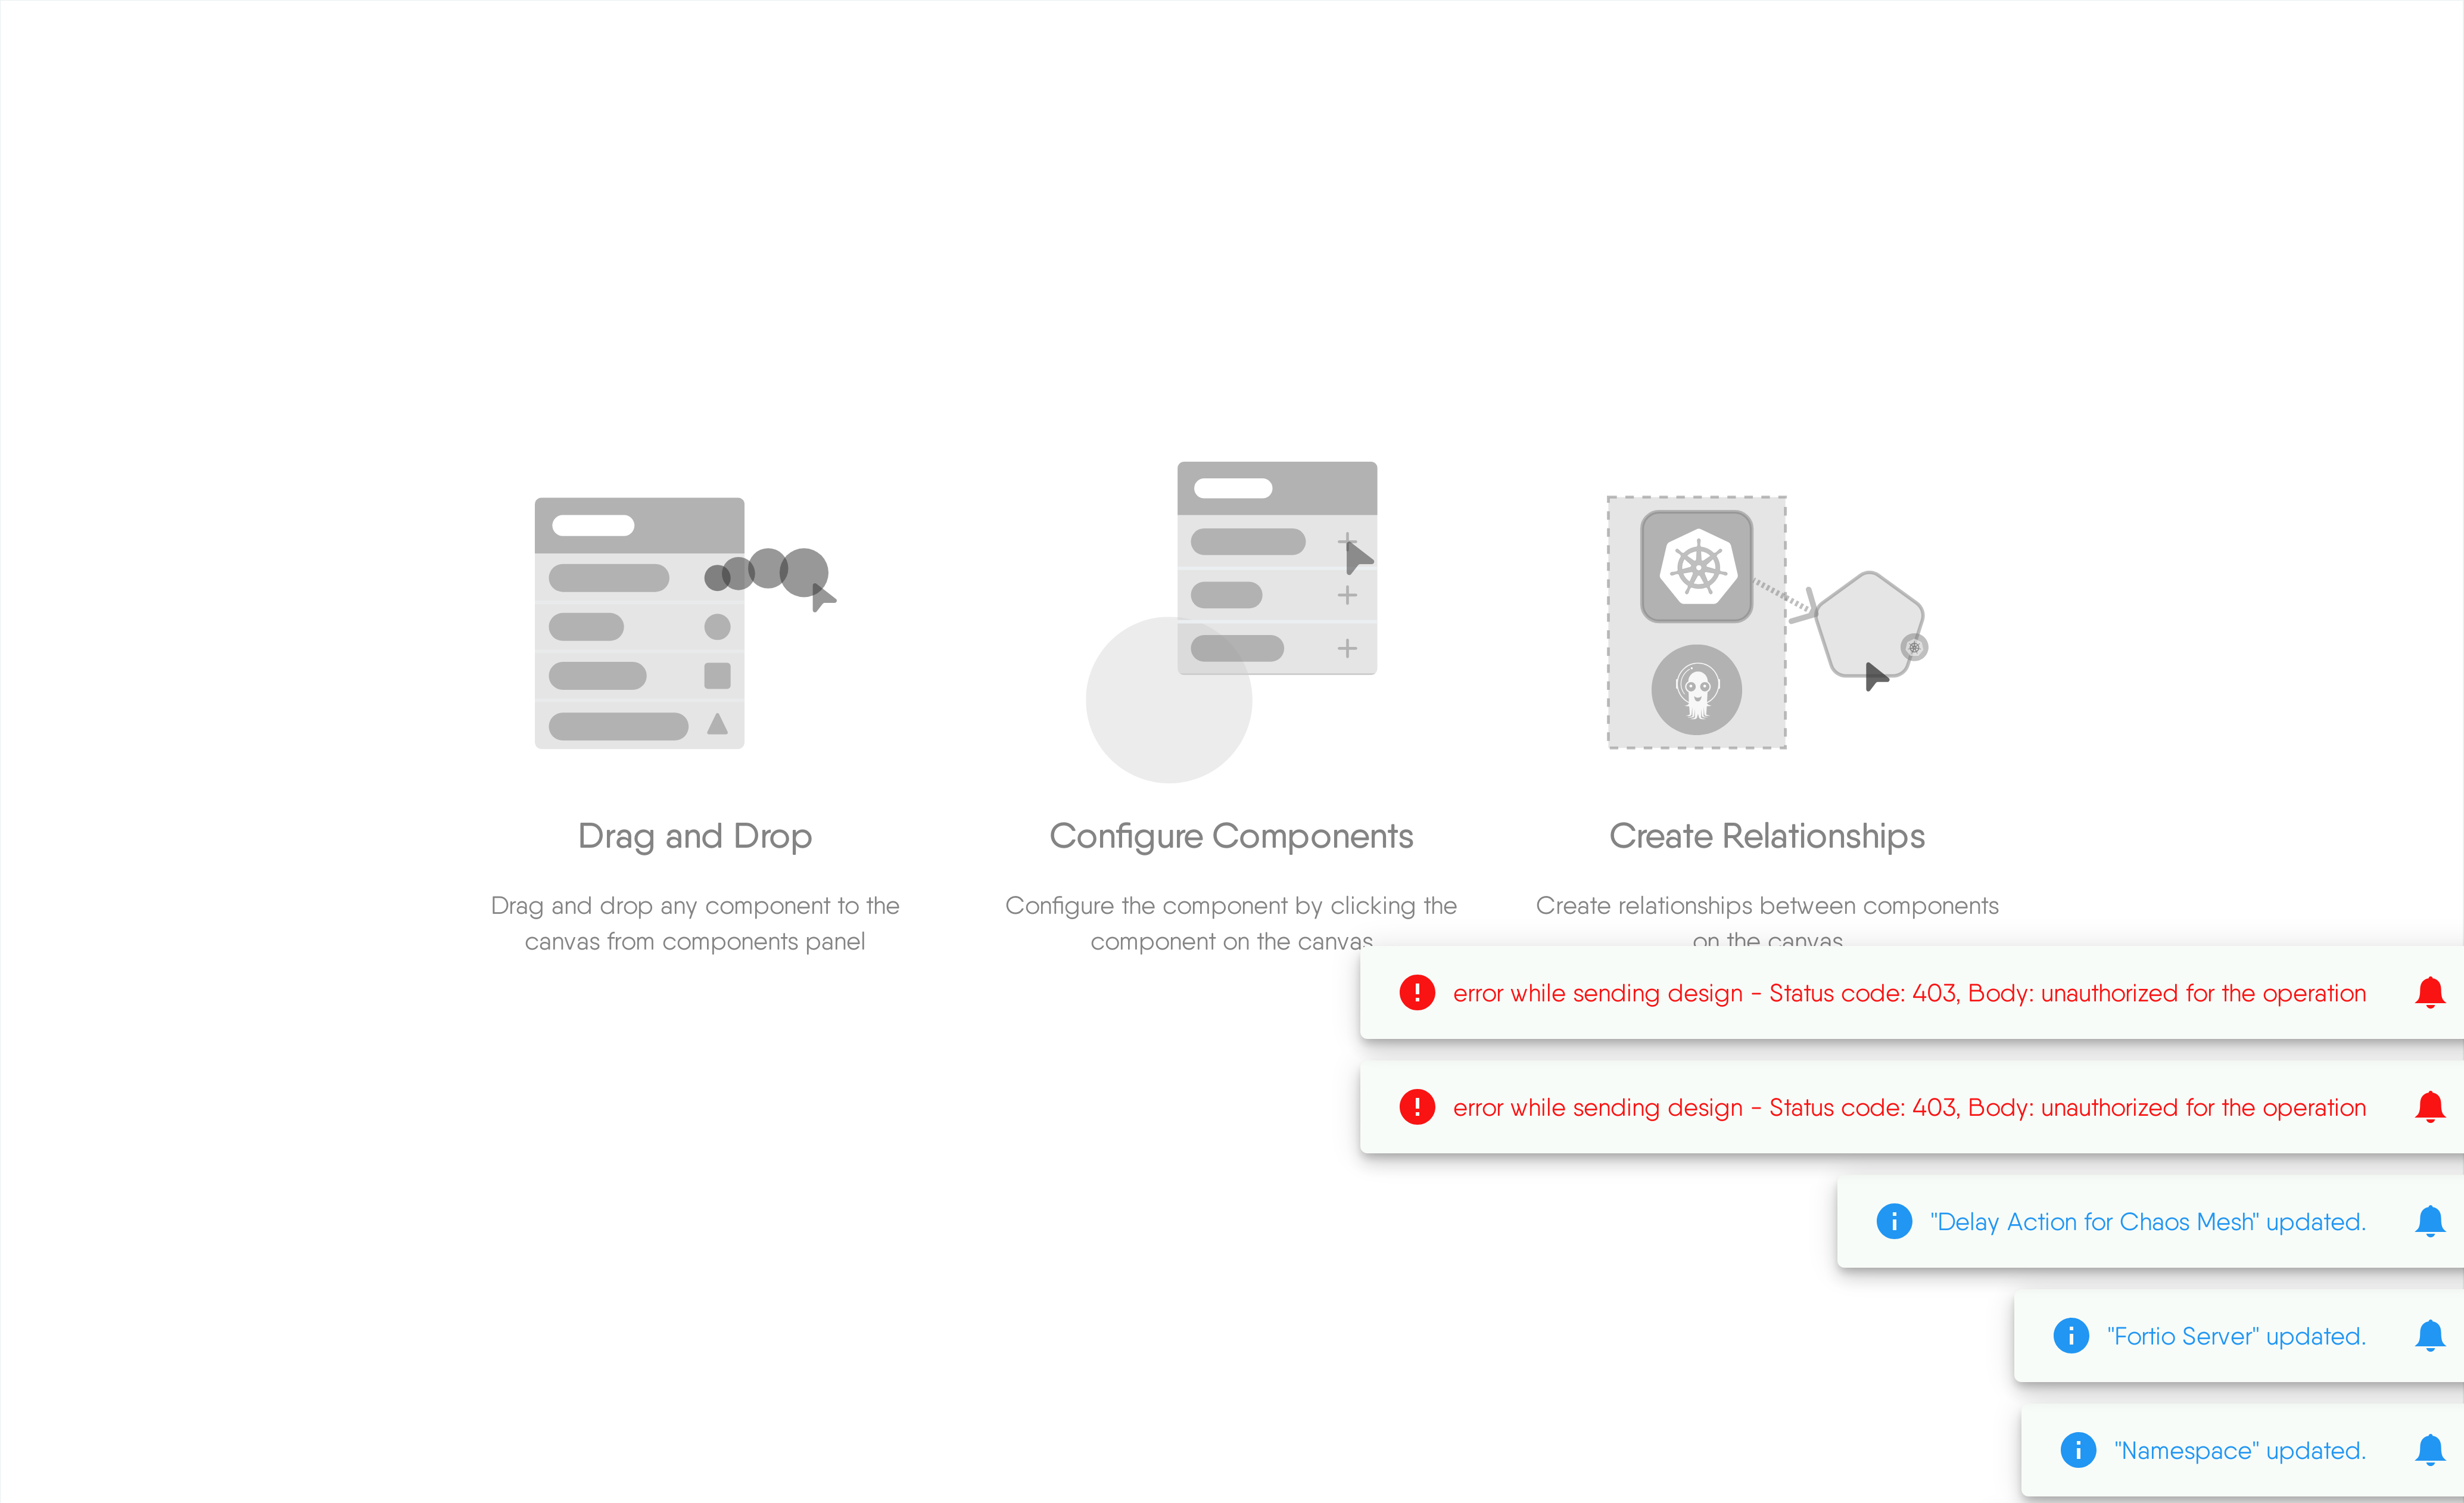 Drag and Drop
Drag and drop any component to the
canvas from components panel
Configure Components
Configure the component by clicking the
component on the canvas
Create Relationships
Create relationships between components
on the canvas
error while sending design - Status code: 403, Body: unauthorized for the operation
error while sending design - Status code: 403, Body: unauthorized for the operation
"Delay Action for Chaos Mesh" updated.
"Fortio Server" updated.
"Namespace" updated.